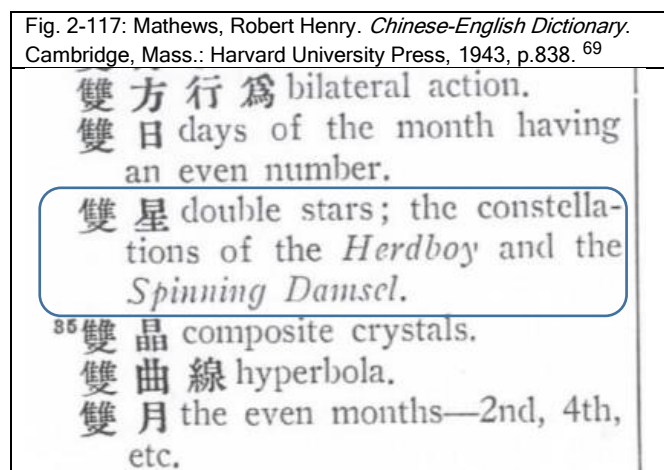 Fig. 2-117: Mathews, Robert Henry. Chinese-English Dictionary.
Cambridge, Mass.: Harvard University Press, 1943, p.838. 69
雙方行爲 bilateral action.
雙日 days of the month having
an even number.
雙星 double stars; the constella-
tions of the Herdboy and the
Spinning Damsel.
35雙晶 composite crystals.
雙曲線 hyperbola.
雙月 the even months—2nd, 4th,
etc.